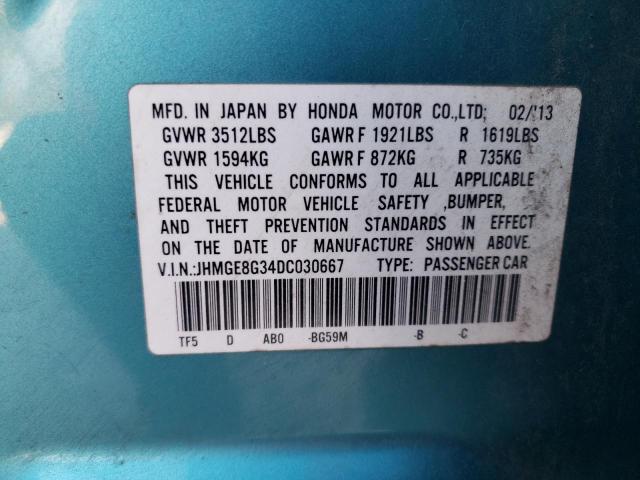 MFD. IN JAPAN BY HONDA MOTOR CO.,LTD; 02/'13
GVWR 3512LBS GAWR F 1921LBS R 1619LBS
GVWR 1594KG GAWR F 872KG R 735KG
THIS VEHICLE CONFORMS TO ALL APPLICABLE
FEDERAL MOTOR VEHICLE SAFETY ,BUMPER,
AND THEFT PREVENTION STANDARDS IN EFFECT
ON THE DATE OF MANUFACTURE SHOWN ABOVE.
V.I.N.:JHMGE8G34DC030667 TYPE: PASSENGER CAR
TF5 D AB0 -BG59M -B -C